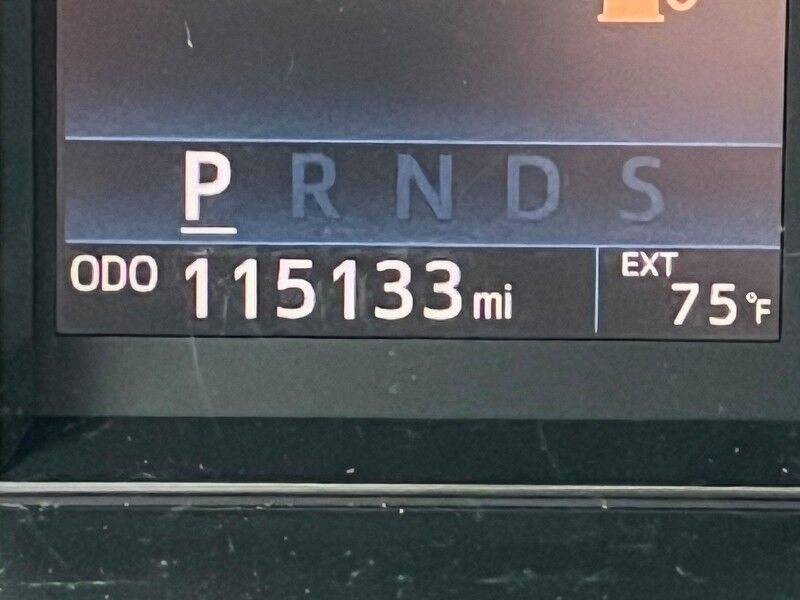 P R N D S
ODO 115133 mi
EXT
75°F